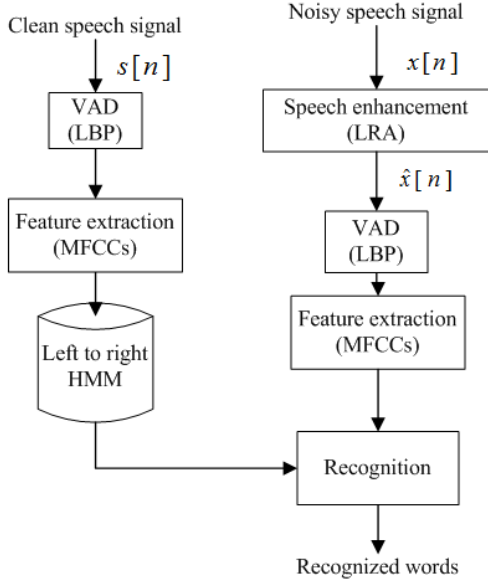 Clean speech signal
s[n]
VAD
(LBP)
Feature extraction
(MFCCs)
Left to right
HMM
Noisy speech signal
x[n]
Speech enhancement
(LRA)
x̂[n]
VAD
(LBP)
Feature extraction
(MFCCs)
Recognition
Recognized words